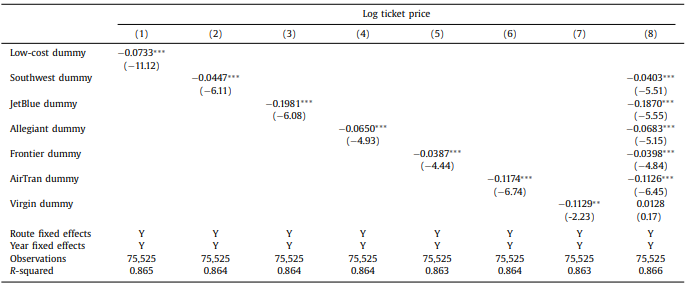 Log ticket price
(1) (2) (3) (4) (5) (6) (7) (8)
Low-cost dummy −0.0733***
(−11.12)
Southwest dummy −0.0447*** −0.0403***
(−6.11) (−5.51)
JetBlue dummy −0.1981*** −0.1870***
(−6.08) (−5.55)
Allegiant dummy −0.0650*** −0.0683***
(−4.93) (−5.15)
Frontier dummy −0.0387*** −0.0398***
(−4.44) (−4.84)
AirTran dummy −0.1174*** −0.1126***
(−6.74) (−6.45)
Virgin dummy −0.1129** 0.0128
(-2.23) (0.17)
Route fixed effects Y Y Y Y Y Y Y Y
Year fixed effects Y Y Y Y Y Y Y Y
Observations 75,525 75,525 75,525 75,525 75,525 75,525 75,525 75,525
R-squared 0.865 0.864 0.864 0.864 0.863 0.864 0.863 0.866